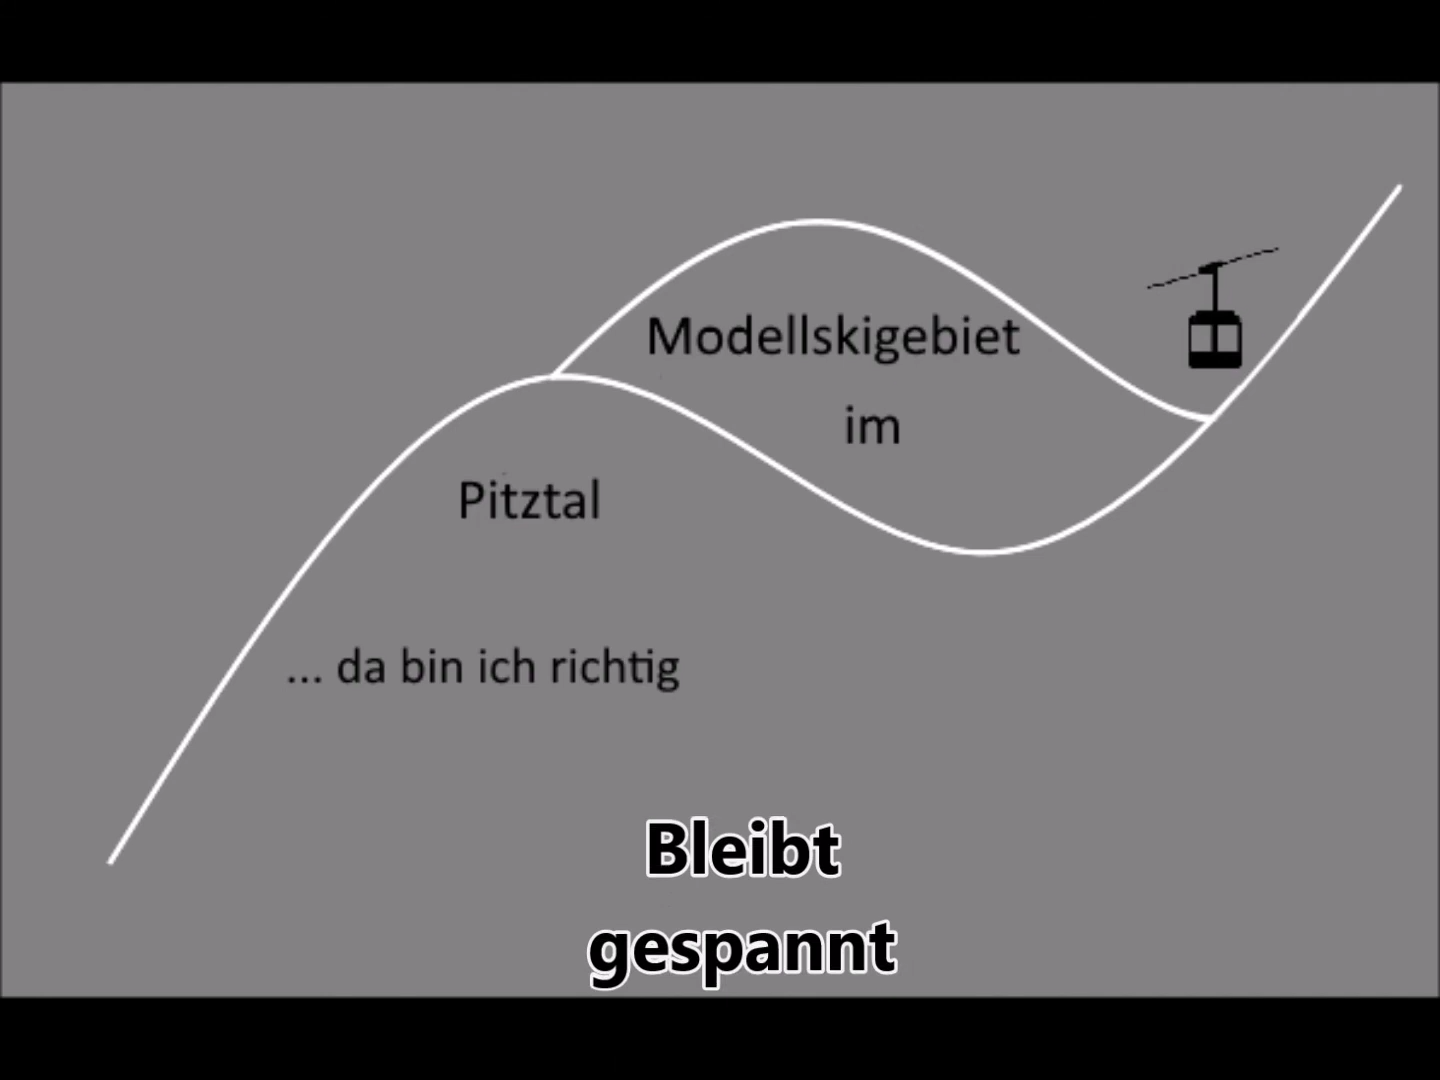 Modellskigebiet
im
Pitztal
... da bin ich richtig
Bleibt
gespannt